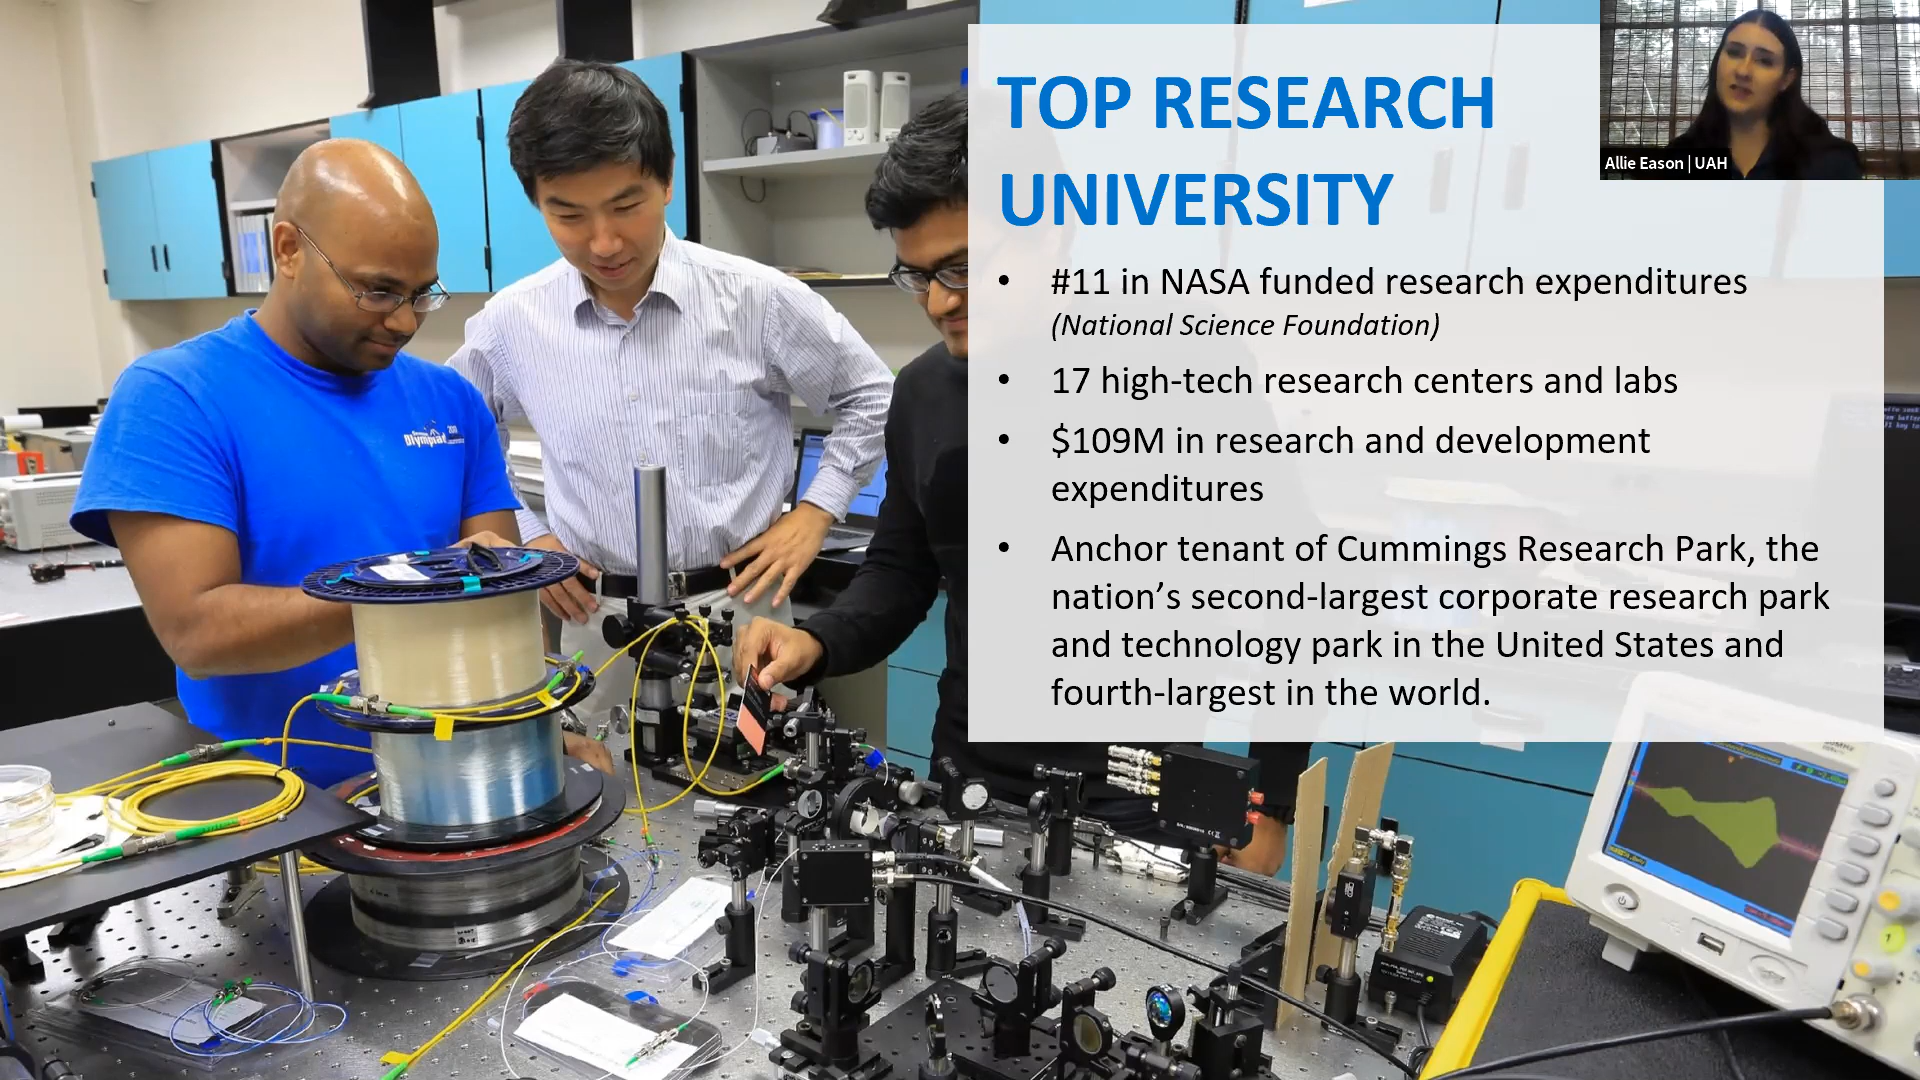 TOP RESEARCH
UNIVERSITY
Allie Eason | UAH
• #11 in NASA funded research expenditures
(National Science Foundation)
• 17 high-tech research centers and labs
• $109M in research and development
expenditures
• Anchor tenant of Cummings Research Park, the
nation’s second-largest corporate research park
and technology park in the United States and
fourth-largest in the world.
Olympiad